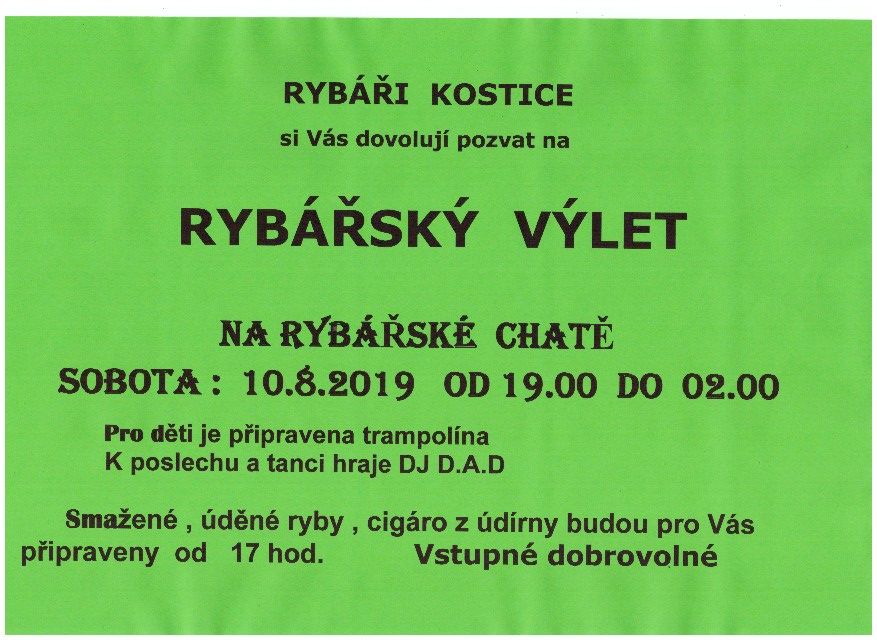 RYBÁŘI KOSTICE
si Vás dovolují pozvat na
RYBÁŘSKÝ VÝLET
NA RYBÁŘSKÉ CHATĚ
SOBOTA : 10.8.2019 OD 19.00 DO 02.00
Pro děti je připravena trampolína
K poslechu a tanci hraje DJ D.A.D
Smažené , úděné ryby , cigáro z údírny budou pro Vás
připraveny od 17 hod. Vstupné dobrovolné